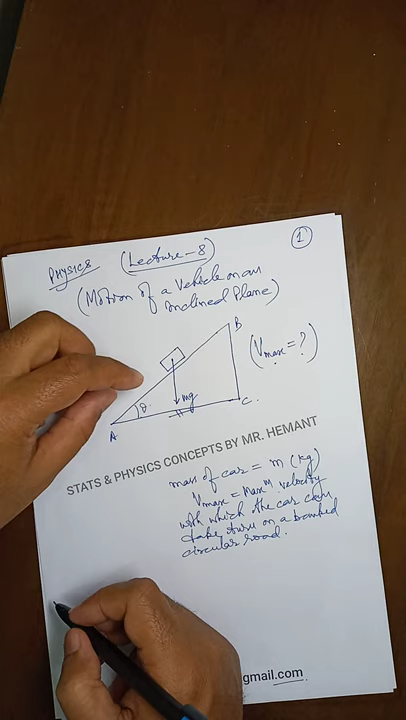 1
PHYSICS (Lecture-8)
(Motion of a Vehicle on an
Inclined Plane)
B
(Vmax = ?)
mg
θ
C.
A
STATS & PHYSICS CONCEPTS BY MR. HEMANT
mass of car = m (kg)
Vmax = Maxm velocity
with which the car can
take turn on a banked
circular road.
gmail.com